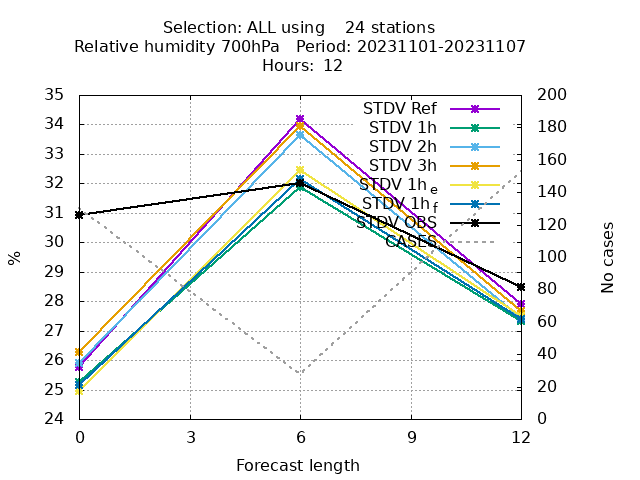 Selection: ALL using    24 stations
Relative humidity 700hPa   Period: 20231101-20231107
Hours: 12
35
34
33
32
31
30
29
28
27
26
25
24
%
STDV Ref
STDV 1h
STDV 2h
STDV 3h
STDV 1h e
STDV 1h f
STDV OBS
CASES
200
180
160
140
120
100
80
60
40
20
0
No cases
0 3 6 9 12
Forecast length